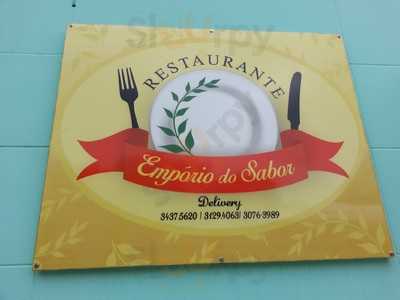 RESTAURANTE
Empório do Sabor
Delivery
3437.5620 | 3129.4063 | 3076-3989